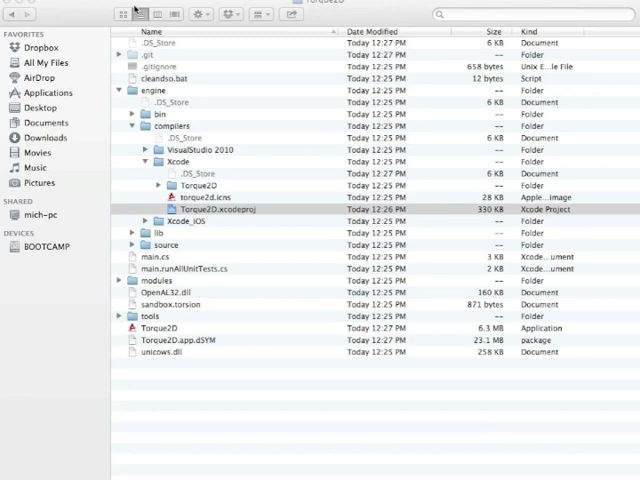 Torque2D
FAVORITES
Dropbox
All My Files
AirDrop
Applications
Desktop
Documents
Downloads
Movies
Music
Pictures
SHARED
mich-pc
DEVICES
BOOTCAMP
Name Date Modified Size Kind
.DS_Store Today 12:27 PM 6 KB Document
.git Today 12:27 PM -- Folder
.gitignore Today 12:25 PM 658 bytes Unix E...le File
cleandso.bat Today 12:25 PM 12 bytes Script
engine Today 12:25 PM -- Folder
.DS_Store Today 12:25 PM 6 KB Document
bin Today 12:25 PM -- Folder
compilers Today 12:25 PM -- Folder
.DS_Store Today 12:25 PM 6 KB Document
VisualStudio 2010 Today 12:25 PM -- Folder
Xcode Today 12:25 PM -- Folder
.DS_Store Today 12:27 PM 6 KB Document
Torque2D Today 12:25 PM -- Folder
torque2d.icns Today 12:25 PM 28 KB Apple...image
Torque2D.xcodeproj Today 12:26 PM 330 KB Xcode Project
Xcode_iOS Today 12:25 PM -- Folder
lib Today 12:25 PM -- Folder
source Today 12:25 PM -- Folder
main.cs Today 12:25 PM 3 KB Xcode...ument
main.runAllUnitTests.cs Today 12:25 PM 2 KB Xcode...ument
modules Today 12:25 PM -- Folder
OpenAL32.dll Today 12:25 PM 160 KB Document
sandbox.torsion Today 12:25 PM 871 bytes Document
tools Today 12:25 PM -- Folder
Torque2D Today 12:27 PM 6.3 MB Application
Torque2D.app.dSYM Today 12:27 PM 23.1 MB package
unicows.dll Today 12:25 PM 258 KB Document